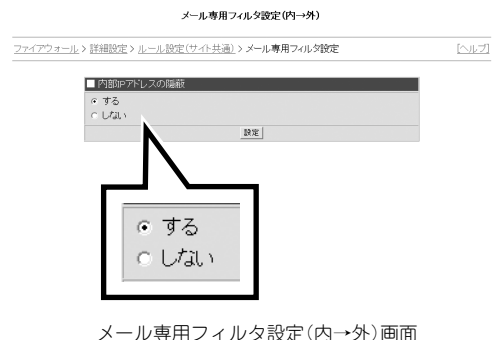 メール専用フィルタ設定(内→外)
ファイアウォール > 詳細設定 > ルール設定(サイト共通) > メール専用フィルタ設定 [ヘルプ]
■ 内部IPアドレスの隠蔽
する
しない
設定
する
しない
メール専用フィルタ設定(内→外)画面